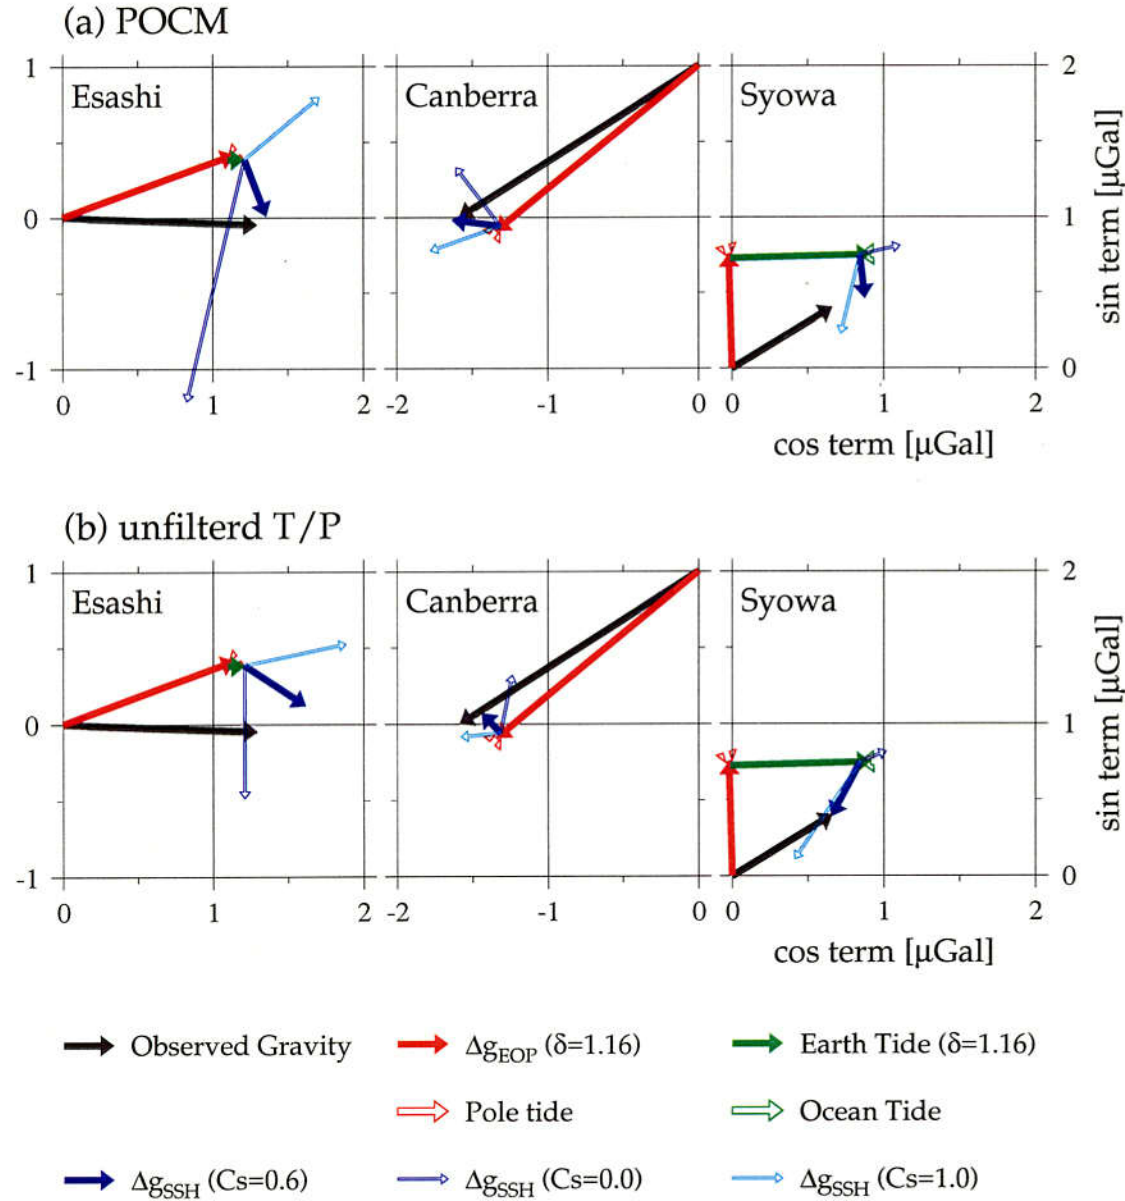 (a) POCM
Esashi
Canberra
Syowa
1
0
-1
0
1
2
-2
-1
0
0
1
2
2
1
0
sin term [µGal]
cos term [µGal]
(b) unfilterd T/P
Esashi
Canberra
Syowa
1
0
-1
0
1
2
-2
-1
0
0
1
2
2
1
0
sin term [µGal]
cos term [µGal]
Observed Gravity
ΔgEOP (δ=1.16)
Earth Tide (δ=1.16)
Pole tide
Ocean Tide
ΔgSSH (Cs=0.6)
ΔgSSH (Cs=0.0)
ΔgSSH (Cs=1.0)